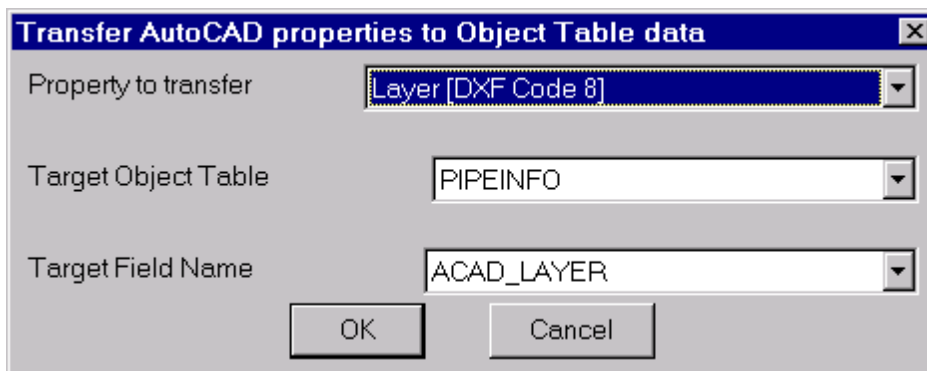 Transfer AutoCAD properties to Object Table data
Property to transfer Layer [DXF Code 8]
Target Object Table PIPEINFO
Target Field Name ACAD_LAYER
OK Cancel